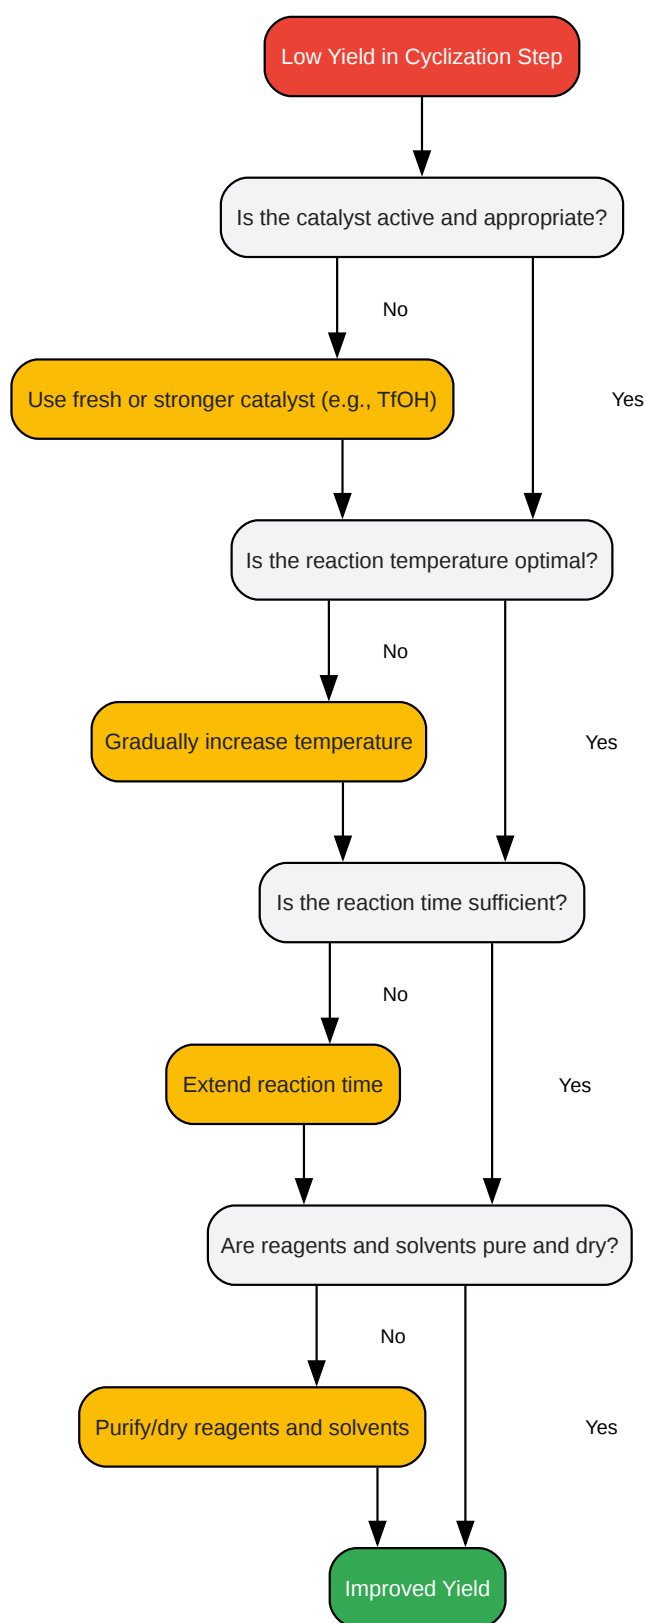 Low Yield in Cyclization Step
Is the catalyst active and appropriate?
No
Use fresh or stronger catalyst (e.g., TfOH)
Yes
Is the reaction temperature optimal?
No
Gradually increase temperature
Yes
Is the reaction time sufficient?
No
Extend reaction time
Yes
Are reagents and solvents pure and dry?
No
Purify/dry reagents and solvents
Yes
Improved Yield